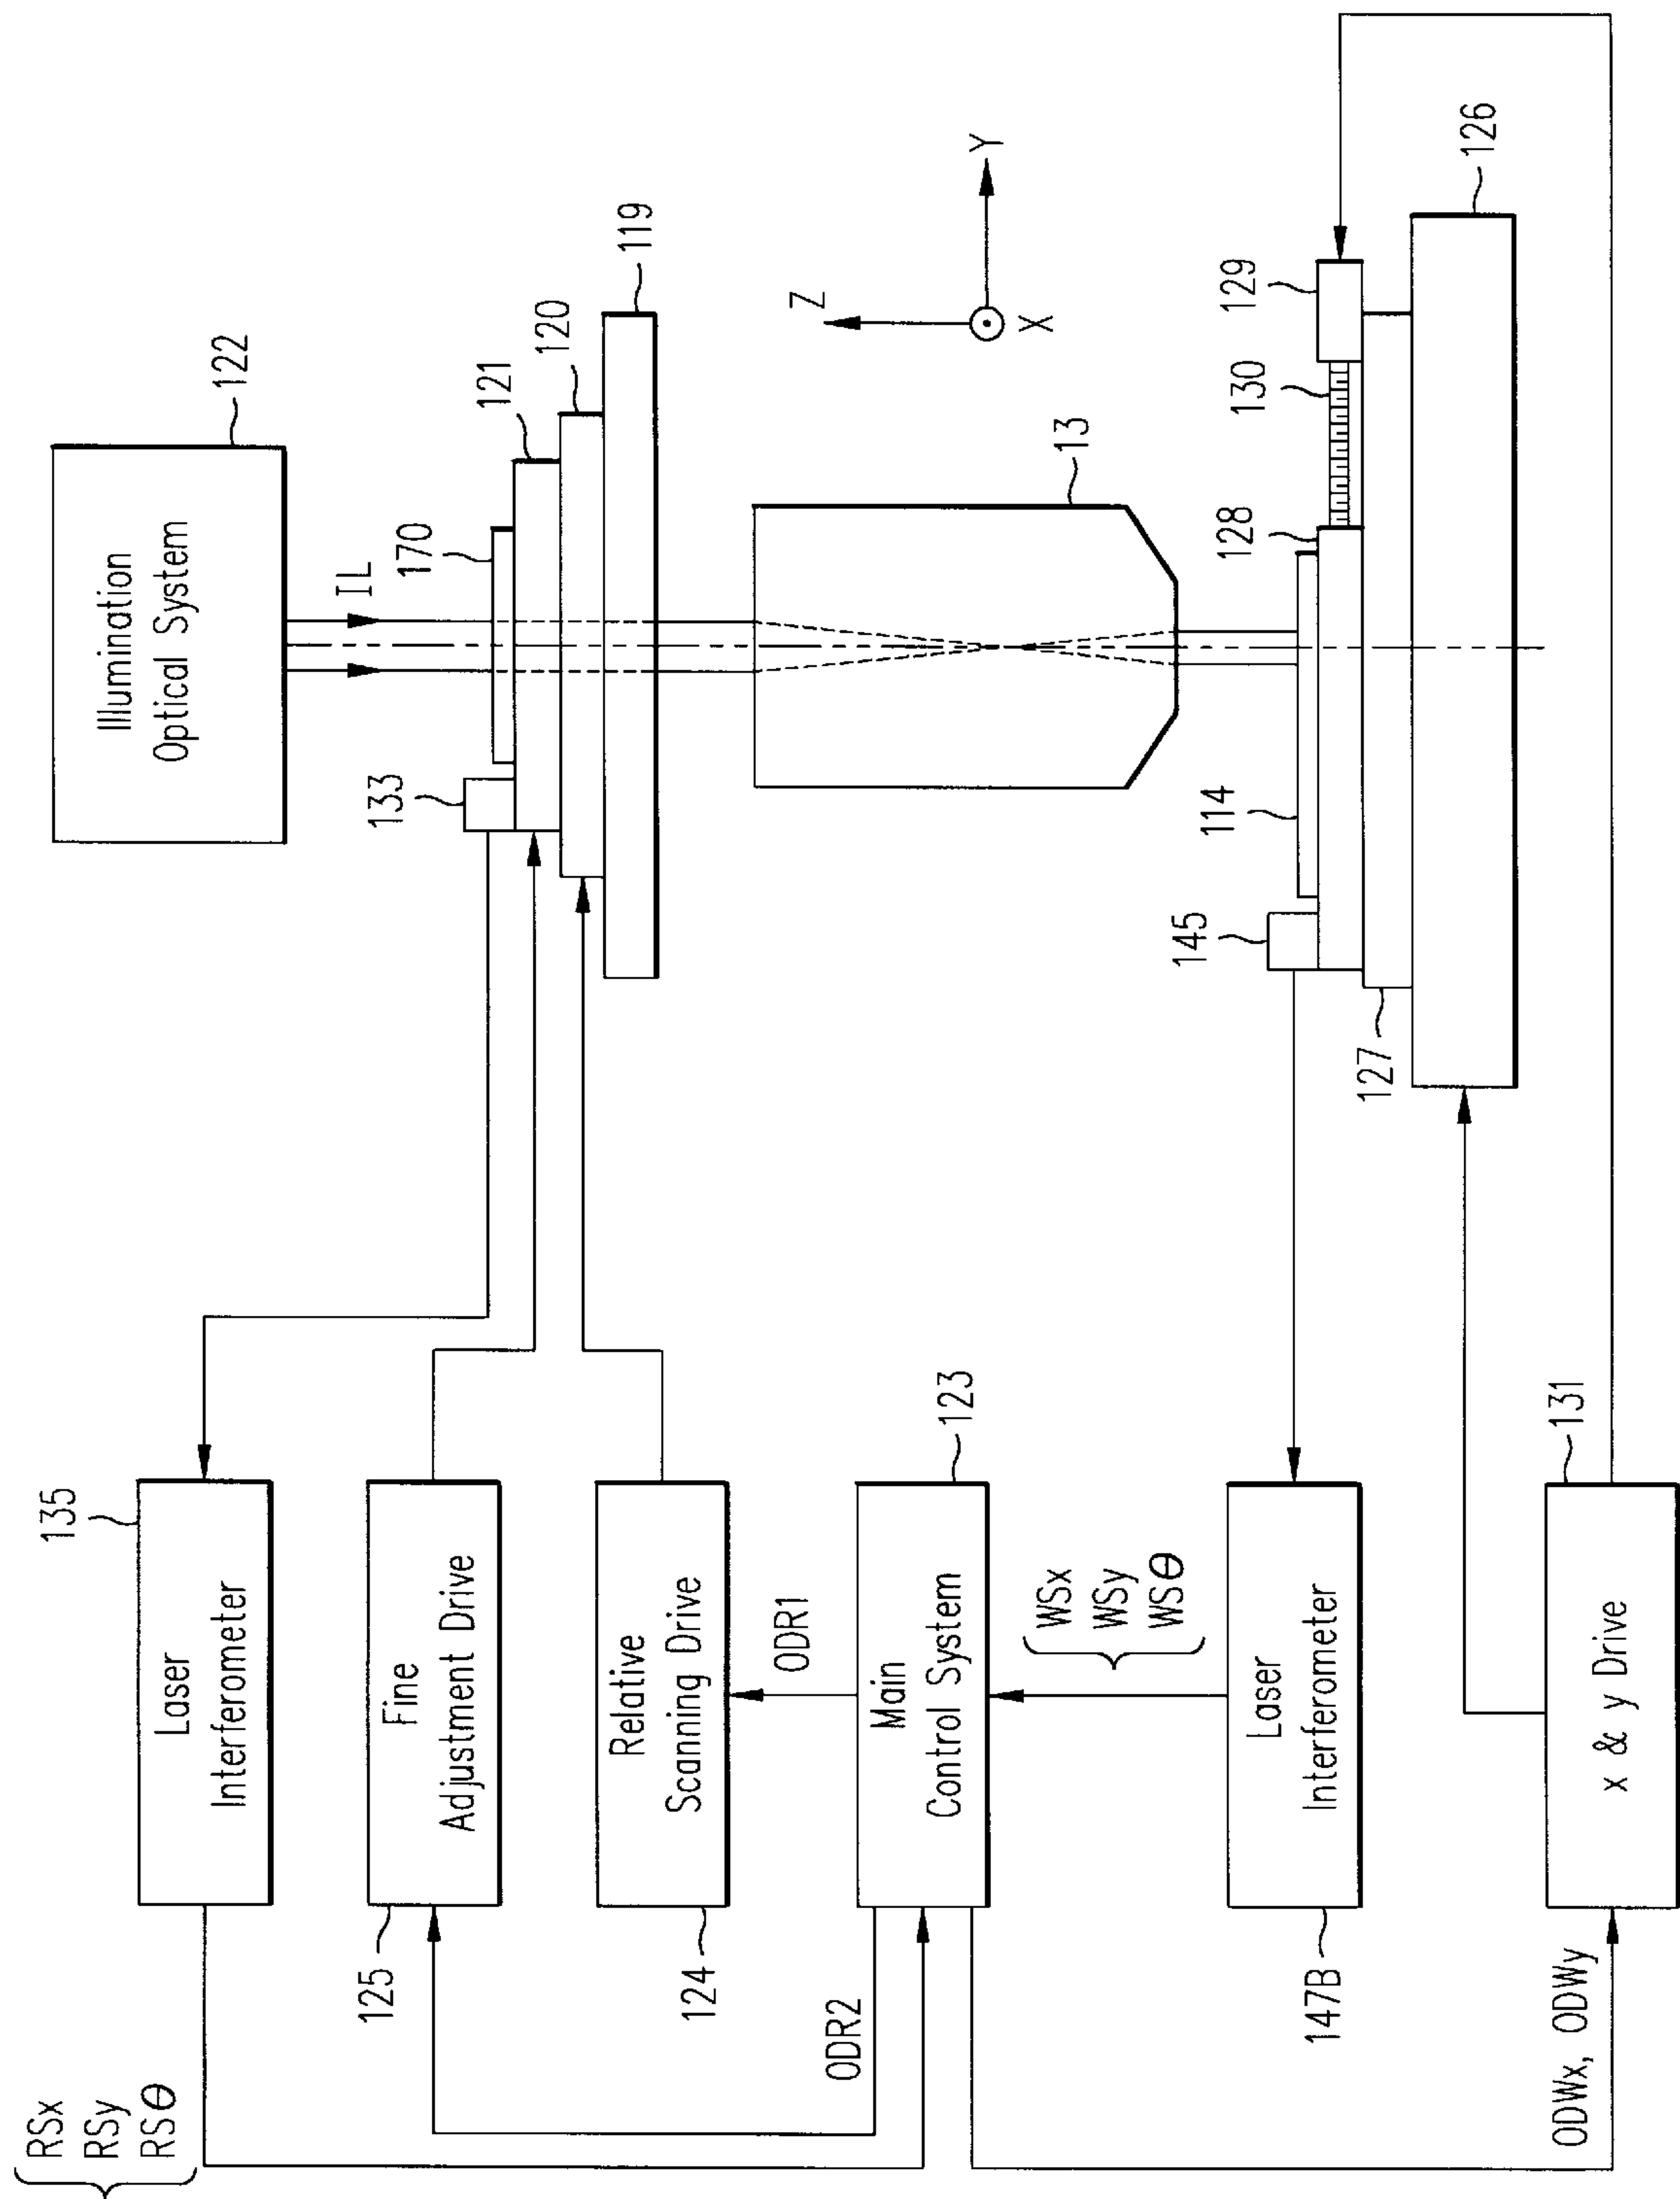 RSx
RSy
RSθ
135
Laser
Interferometer
Fine
Adjustment Drive
125
Relative
Scanning Drive
124
ODR1
ODR2
Main
Control System
123
WSx
WSy
WSθ
Laser
Interferometer
147B
ODWx, ODWy
x & y Drive
131
Illumination
Optical System
122
IL
133
170
121
120
119
Z
Y
X
13
145
114
128
130
129
127
126